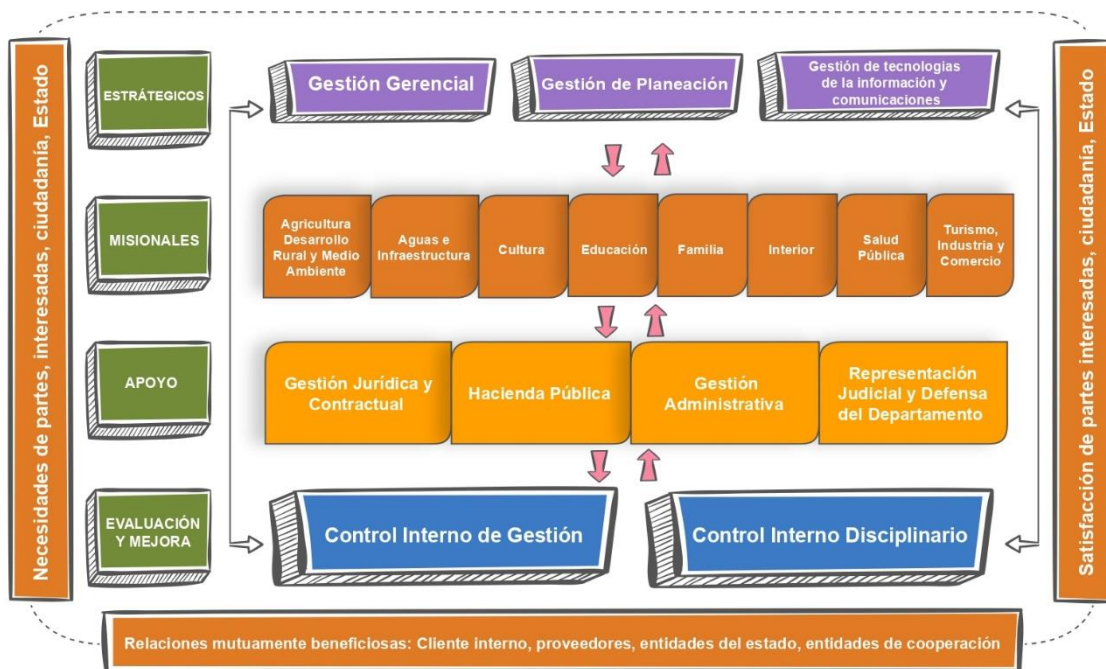 Necesidades de partes, interesadas, ciudadanía, Estado
ESTRÁTEGICOS
Gestión Gerencial
Gestión de Planeación
Gestión de tecnologias
de la información y
comunicaciones
MISIONALES
Agricultura
Desarrollo
Rural y Medio
Ambiente
Aguas e
Infraestructura
Cultura
Educación
Familia
Interior
Salud
Pública
Turismo,
Industria y
Comercio
APOYO
Gestión Jurídica y
Contractual
Hacienda Pública
Gestión
Administrativa
Representación
Judicial y Defensa
del Departamento
EVALUACIÓN
Y MEJORA
Control Interno de Gestión
Control Interno Disciplinario
Satisfacción de partes interesadas, ciudadanía, Estado
Relaciones mutuamente beneficiosas: Cliente interno, proveedores, entidades del estado, entidades de cooperación